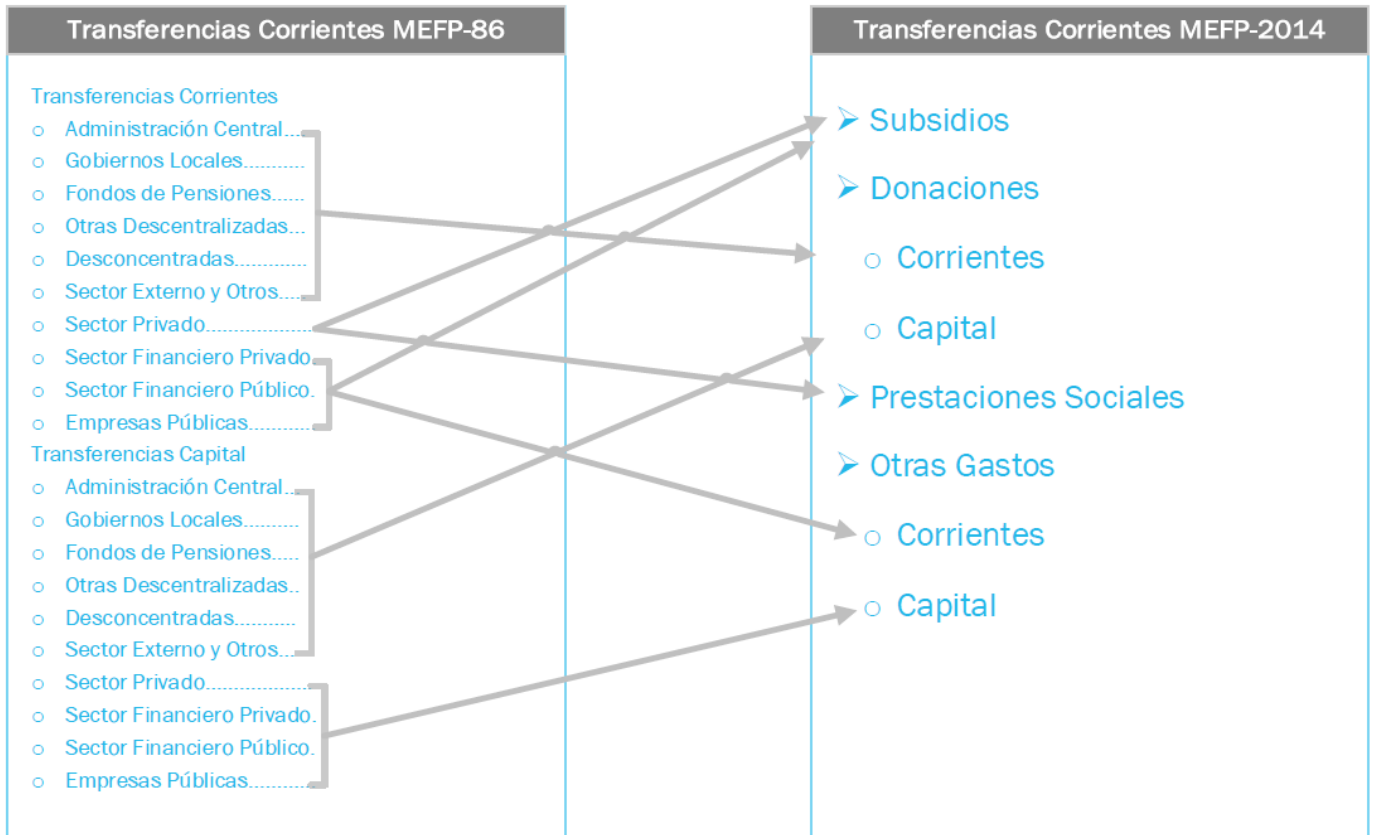 Transferencias Corrientes MEFP-86
Transferencias Corrientes
o Administración Central....
o Gobiernos Locales...........
o Fondos de Pensiones......
o Otras Descentralizadas...
o Desconcentradas.............
o Sector Externo y Otros.....
o Sector Privado...................
o Sector Financiero Privado.
o Sector Financiero Público.
o Empresas Públicas............
Transferencias Capital
o Administración Central...
o Gobiernos Locales..........
o Fondos de Pensiones.....
o Otras Descentralizadas..
o Desconcentradas...........
o Sector Externo y Otros...
o Sector Privado...................
o Sector Financiero Privado.
o Sector Financiero Público.
o Empresas Públicas............
Transferencias Corrientes MEFP-2014
➢ Subsidios
➢ Donaciones
o Corrientes
o Capital
➢ Prestaciones Sociales
➢ Otras Gastos
o Corrientes
o Capital